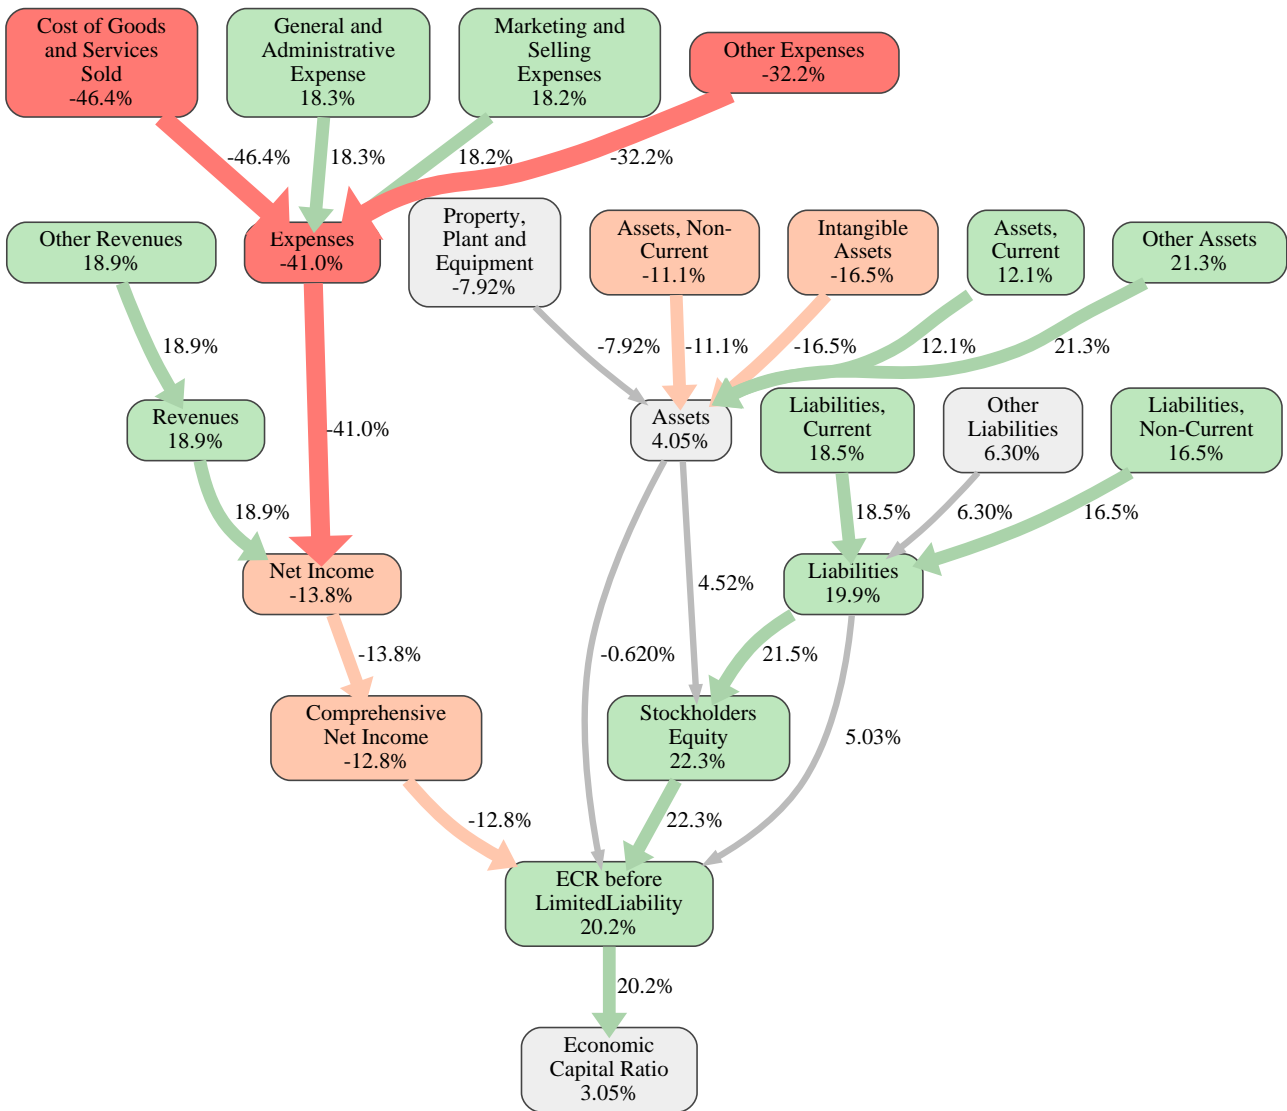 Cost of Goods
and Services
Sold
-46.4%
General and
Administrative
Expense
18.3%
Marketing and
Selling
Expenses
18.2%
Other Expenses
-32.2%
-46.4%
18.3%
18.2%
-32.2%
Other Revenues
18.9%
Expenses
-41.0%
Property,
Plant and
Equipment
-7.92%
Assets, Non-
Current
-11.1%
Intangible
Assets
-16.5%
Assets,
Current
12.1%
Other Assets
21.3%
18.9%
-7.92%
-11.1%
-16.5%
12.1%
21.3%
Revenues
18.9%
-41.0%
Assets
4.05%
Liabilities,
Current
18.5%
Other
Liabilities
6.30%
Liabilities,
Non-Current
16.5%
18.9%
18.5%
6.30%
16.5%
Net Income
-13.8%
4.52%
Liabilities
19.9%
-13.8%
-0.620%
21.5%
Comprehensive
Net Income
-12.8%
Stockholders
Equity
22.3%
5.03%
-12.8%
22.3%
ECR before
LimitedLiability
20.2%
20.2%
Economic
Capital Ratio
3.05%